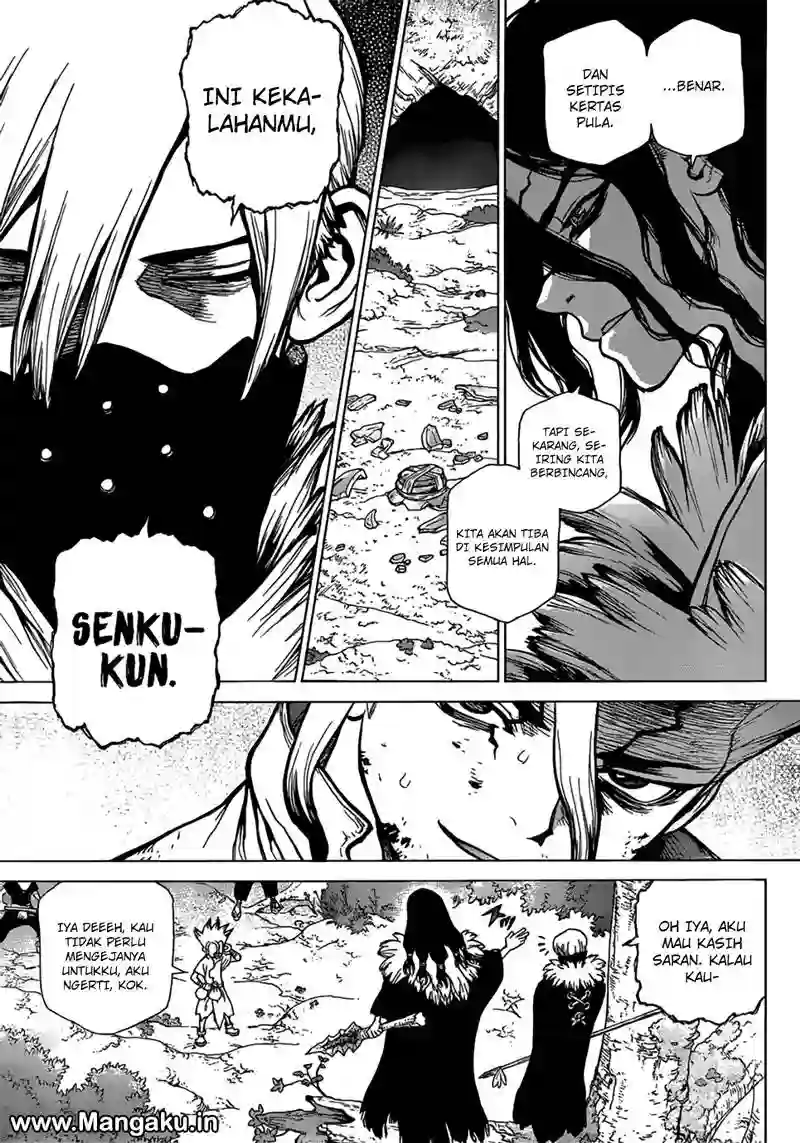 ...BENAR.
DAN
SETIPIS
KERTAS
PULA.
TAPI SE-
KARANG, SE-
IRING KITA
BERBINCANG,
KITA AKAN TIBA
DI KESIMPULAN
SEMUA HAL.
INI KEKA-
LAHANMU,
SENKU-
KUN.
OH IYA, AKU
MAU KASIH
SARAN. KALAU
KAU-
IYA DEEEH, KAU
TIDAK PERLU
MENGEJANYA
UNTUKKU, AKU
NGERTI, KOK.
www.Mangaku.in